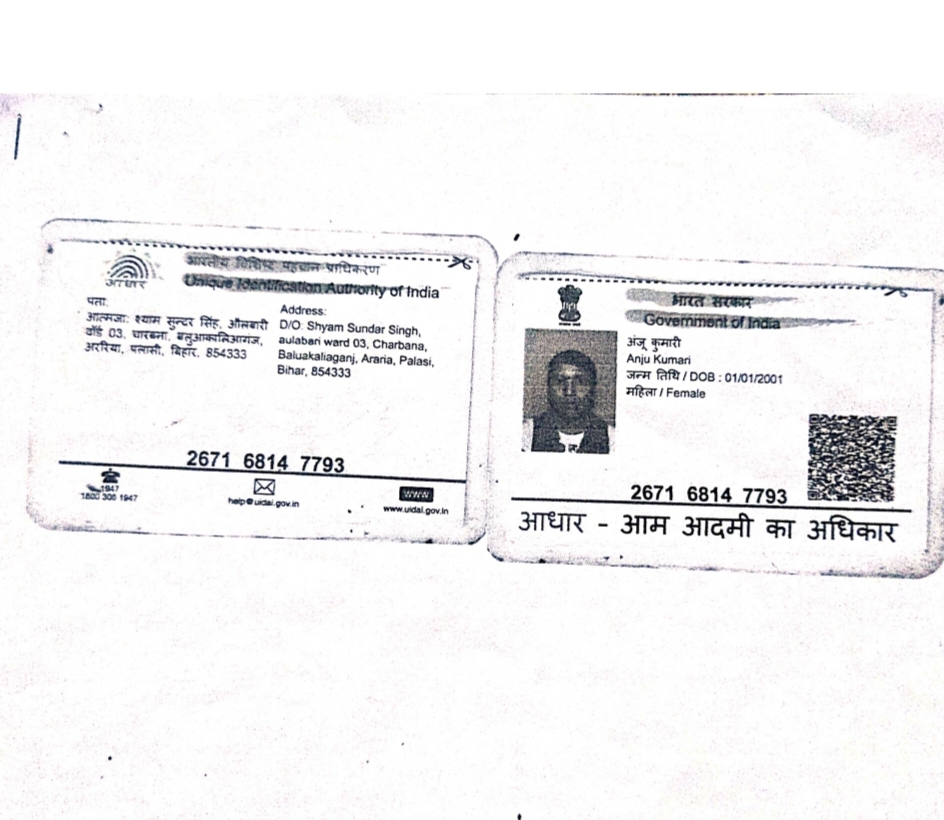 भारतीय विशिष्ट पहचान प्राधिकरण
Unique Identification Authority of India
आधार
पता:
आत्मजा: श्याम सुन्दर सिंह, औलबारी
वॉर्ड 03, चारबना, बलुआकालिआगंज,
अररिया, पलासी, बिहार, 854333
Address:
D/O: Shyam Sundar Singh,
aulabari ward 03, Charbana,
Baluakaliaganj, Araria, Palasi,
Bihar, 854333
2671 6814 7793
1947
1800 300 1947
help@uidai.gov.in
www
www.uidai.gov.in
भारत सरकार
Government of India
अंजू कुमारी
Anju Kumari
जन्म तिथि / DOB : 01/01/2001
महिला / Female
2671 6814 7793
आधार - आम आदमी का अधिकार